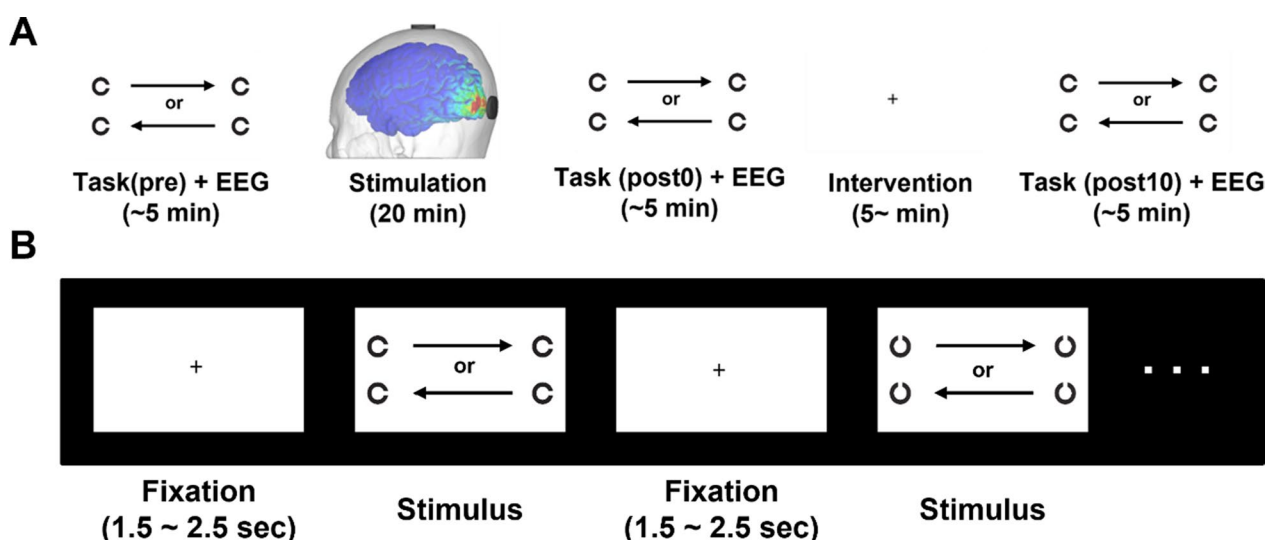 A
C C
or
C C
Task(pre) + EEG
(~5 min)
Stimulation
(20 min)
C C
or
C C
Task (post0) + EEG
(~5 min)
+
Intervention
(5~ min)
C C
or
C C
Task (post10) + EEG
(~5 min)
B
+
Fixation
(1.5 ~ 2.5 sec)
C C
or
C C
Stimulus
+
Fixation
(1.5 ~ 2.5 sec)
or
Stimulus
. . .